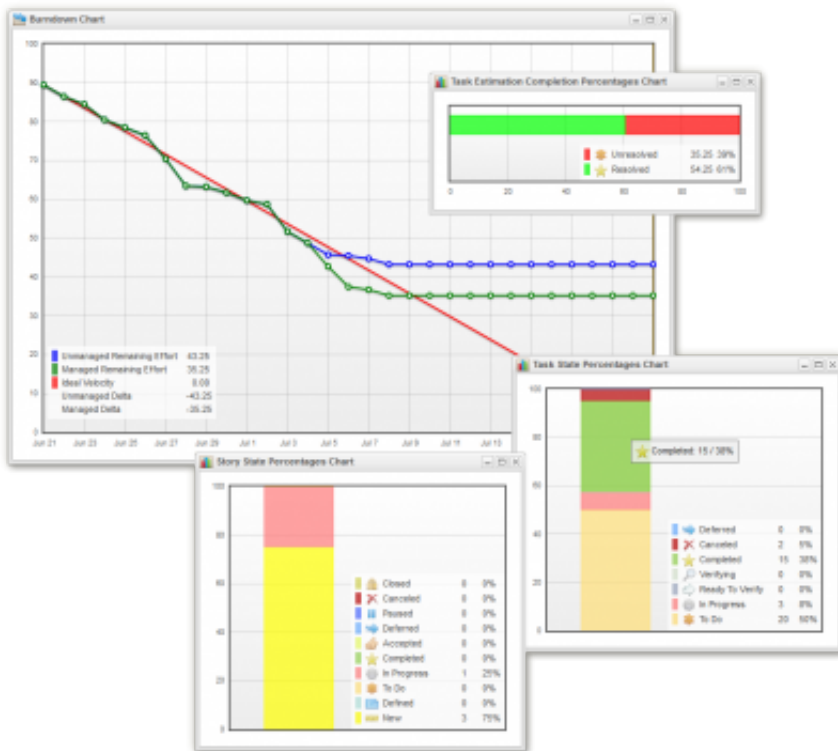 Burndown Chart
100
90
80
70
60
50
40
30
20
10
0
Unmanaged Remaining Effort 43.25
Managed Remaining Effort 35.25
Ideal Velocity 0.00
Unmanaged Delta -43.25
Managed Delta -35.25
Jun 21 Jun 23 Jun 25 Jun 27 Jun 29 Jul 1 Jul 3 Jul 5 Jul 7 Jul 9 Jul 11 Jul 13
Task Estimation Completion Percentages Chart
Unresolved 35.25 39%
Resolved 54.25 61%
0 20 40 60 80 100
Task State Percentages Chart
100
80
60
40
20
0
Completed: 15 / 38%
Deferred 0 0%
Canceled 2 5%
Completed 15 38%
Verifying 0 0%
Ready To Verify 0 0%
In Progress 3 8%
To Do 20 50%
Story State Percentages Chart
100
80
60
40
20
0
Closed 0 0%
Canceled 0 0%
Paused 0 0%
Deferred 0 0%
Accepted 0 0%
Completed 0 0%
In Progress 1 25%
To Do 0 0%
Defined 0 0%
New 3 75%